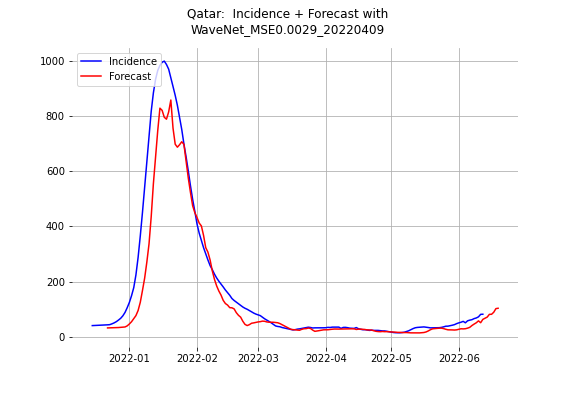 Qatar:  Incidence + Forecast with
WaveNet_MSE0.0029_20220409
Incidence
Forecast
1000
800
600
400
200
0
2022-01 2022-02 2022-03 2022-04 2022-05 2022-06